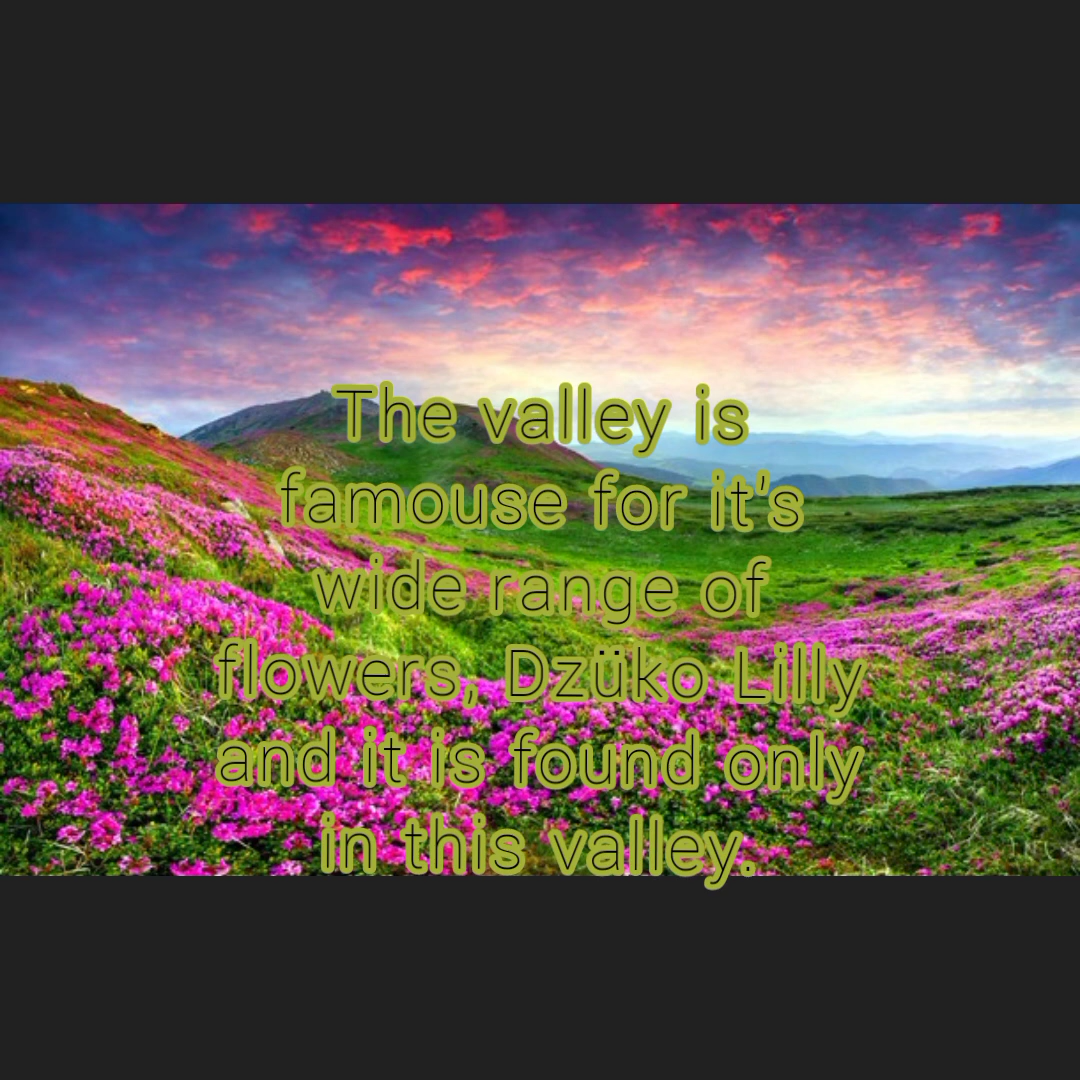 The valley is
famouse for it's
wide range of
flowers, Dzüko Lilly
and it is found only
in this valley.